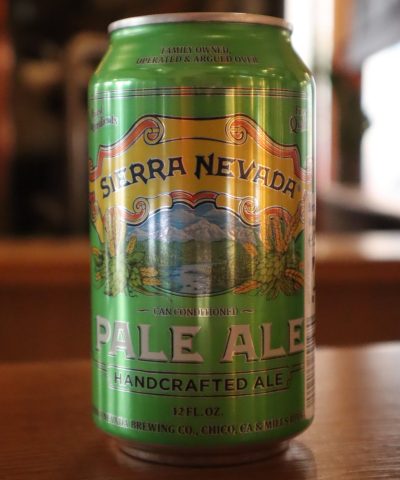 FAMILY OWNED,
OPERATED & ARGUED OVER
SIERRA NEVADA
CAN CONDITIONED
PALE ALE
HANDCRAFTED ALE
12 FL. OZ.
NEVADA BREWING CO., CHICO, CA & MILLS